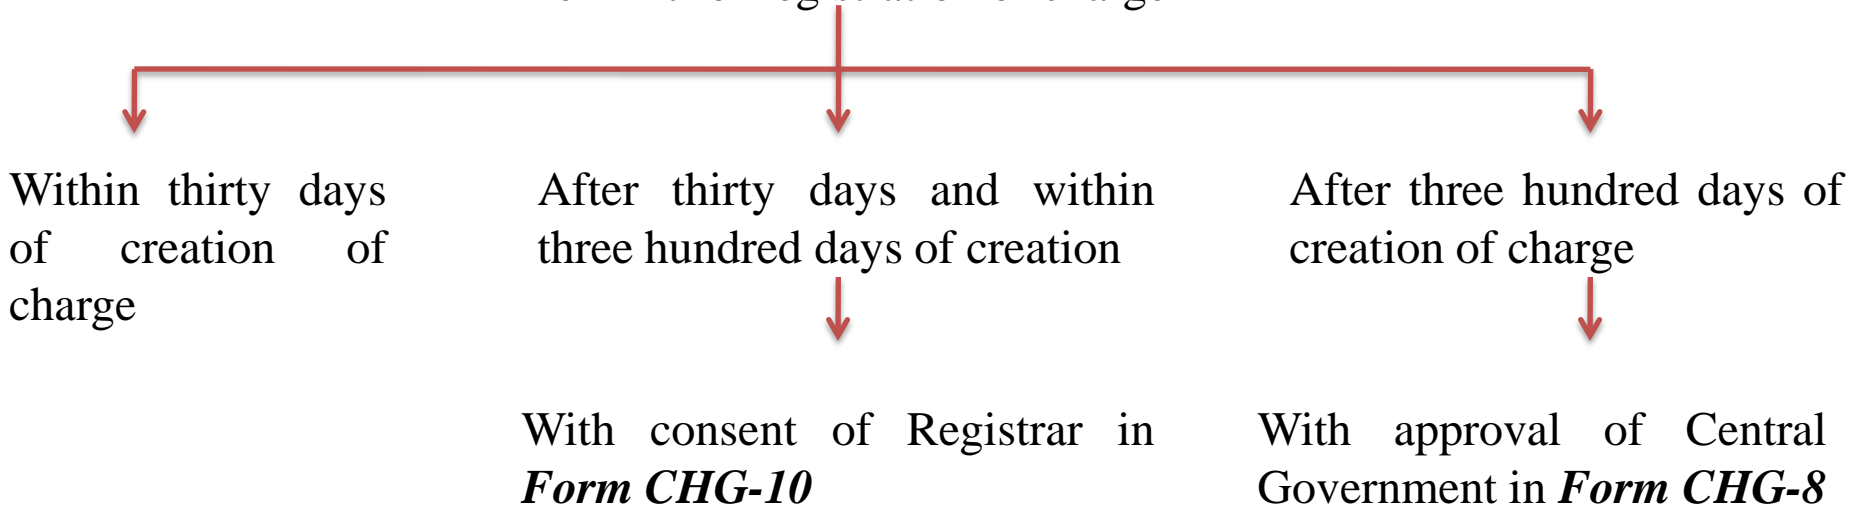 Within thirty days
of creation of
charge
After thirty days and within
three hundred days of creation
After three hundred days of
creation of charge
With consent of Registrar in
Form CHG-10
With approval of Central
Government in Form CHG-8